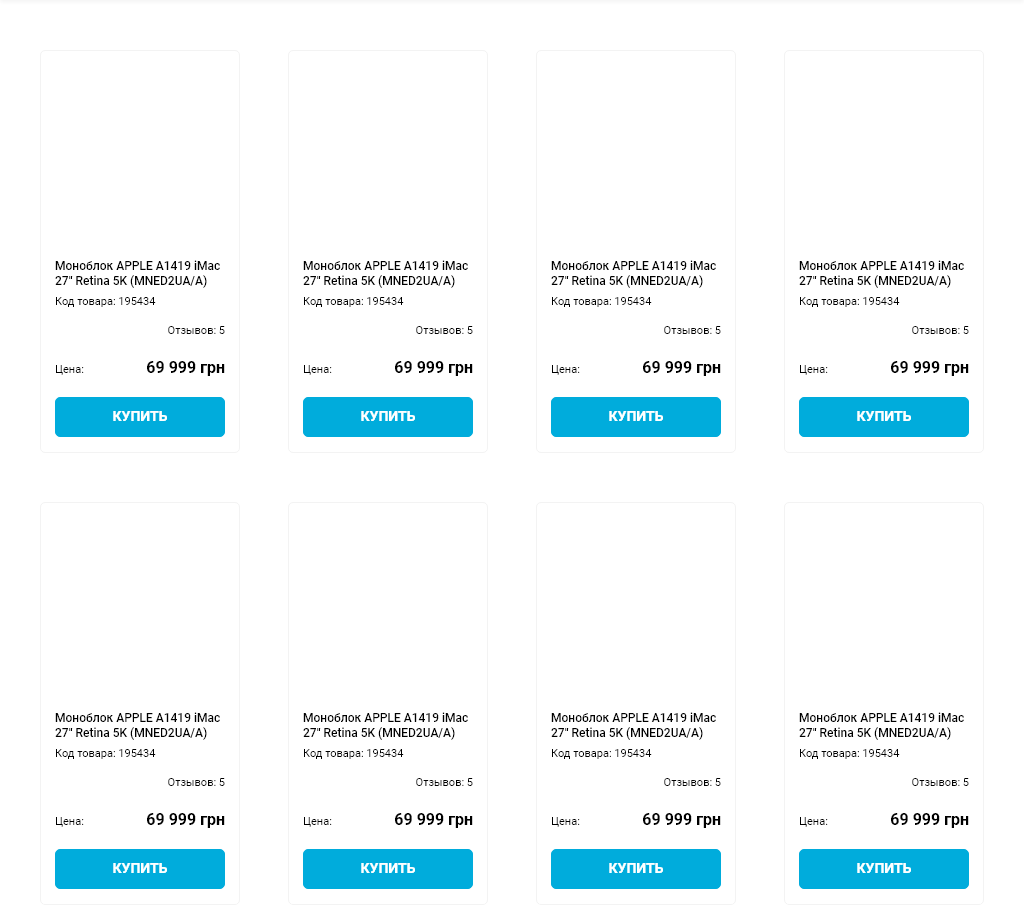 Моноблок APPLE A1419 iMac
27" Retina 5K (MNED2UA/A)
Код товара: 195434
Отзывов: 5
Цена: 69 999 грн
КУПИТЬ
Моноблок APPLE A1419 iMac
27" Retina 5K (MNED2UA/A)
Код товара: 195434
Отзывов: 5
Цена: 69 999 грн
КУПИТЬ
Моноблок APPLE A1419 iMac
27" Retina 5K (MNED2UA/A)
Код товара: 195434
Отзывов: 5
Цена: 69 999 грн
КУПИТЬ
Моноблок APPLE A1419 iMac
27" Retina 5K (MNED2UA/A)
Код товара: 195434
Отзывов: 5
Цена: 69 999 грн
КУПИТЬ
Моноблок APPLE A1419 iMac
27" Retina 5K (MNED2UA/A)
Код товара: 195434
Отзывов: 5
Цена: 69 999 грн
КУПИТЬ
Моноблок APPLE A1419 iMac
27" Retina 5K (MNED2UA/A)
Код товара: 195434
Отзывов: 5
Цена: 69 999 грн
КУПИТЬ
Моноблок APPLE A1419 iMac
27" Retina 5K (MNED2UA/A)
Код товара: 195434
Отзывов: 5
Цена: 69 999 грн
КУПИТЬ
Моноблок APPLE A1419 iMac
27" Retina 5K (MNED2UA/A)
Код товара: 195434
Отзывов: 5
Цена: 69 999 грн
КУПИТЬ